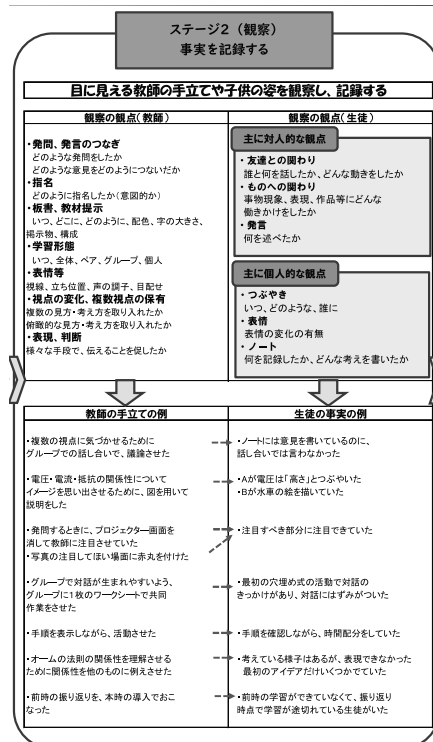 ステージ2（観察）
事実を記録する
目に見える教師の手立てや子供の姿を観察し、記録する
観察の観点(教師)
・発問、発言のつなぎ
どのような発問をしたか
どのような意見をどのようにつないだか
・指名
どのように指名したか(意図的か)
・板書、教材提示
いつ、どこに、どのように、配色、字の大きさ、
掲示物、構成
・学習形態
いつ、全体、ペア、グループ、個人
・表情等
視線、立ち位置、声の調子、目配せ
・視点の変化、複数視点の保有
複数の見方・考え方を取り入れたか
俯瞰的な見方・考え方を取り入れたか
・表現、判断
様々な手段で、伝えることを促したか
観察の観点(生徒)
主に対人的な観点
・友達との関わり
誰と何を話したか、どんな動きをしたか
・ものへの関わり
事物現象、表現、作品等にどんな
働きかけをしたか
・発言
何を述べたか
主に個人的な観点
・つぶやき
いつ、どのような、誰に
・表情
表情の変化の有無
・ノート
何を記録したか、どんな考えを書いたか
教師の手立ての例
生徒の事実の例
・複数の視点に気づかせるために
グループでの話し合いで、議論させた
・ノートには意見を書いているのに、
話し合いでは言わなかった
・電圧・電流・抵抗の関係性について
イメージを思い出させるために、図を用いて
説明をした
・Aが電圧は「高さ」とつぶやいた
・Bが水車の絵を描いていた
・発問するときに、プロジェクター画面を
消して教師に注目させていた
・写真の注目してほい場面に赤丸を付けた
・注目すべき部分に注目できていた
・グループで対話が生まれやすいよう、
グループに1枚のワークシートで共同
作業をさせた
・最初の穴埋め式の活動で対話の
きっかけがあり、対話にはずみがついた
・手順を表示しながら、活動させた
・手順を確認しながら、時間配分をしていた
・オームの法則の関係性を理解させる
ために関係性を他のものに例えさせた
・考えている様子はあるが、表現できなかった
最初のアイデアだけいくつかでていた
・前時の振り返りを、本時の導入でおこ
なった
・前時の学習ができていなくて、振り返り
時点で学習が途切れている生徒がいた